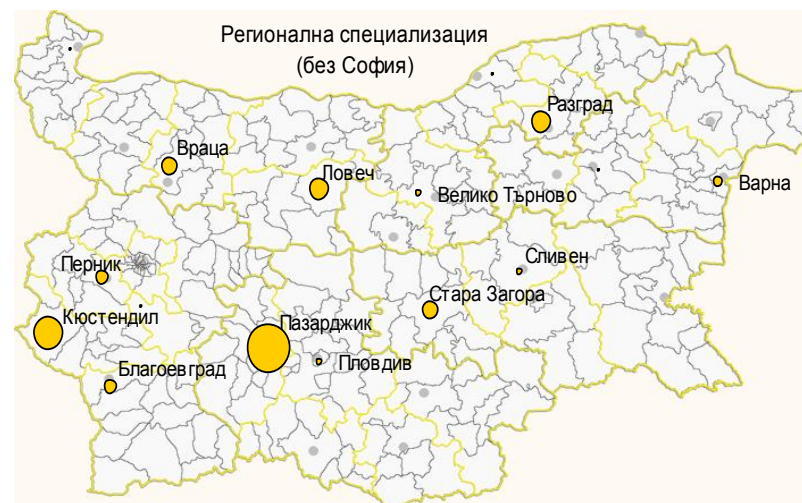 Регионална специализация
(без София)
Разград
Враца
Ловеч
Варна
Велико Търново
Сливен
Перник
Стара Загора
Кюстендил
Пазарджик
Пловдив
Благоевград